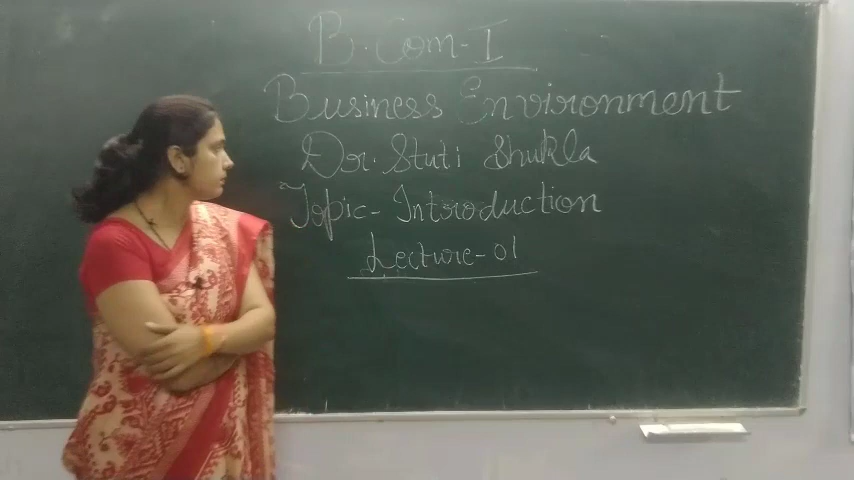 B.Com-I
Business Environment
Dr. Stuti Shukla
Topic- Introduction
Lecture-01